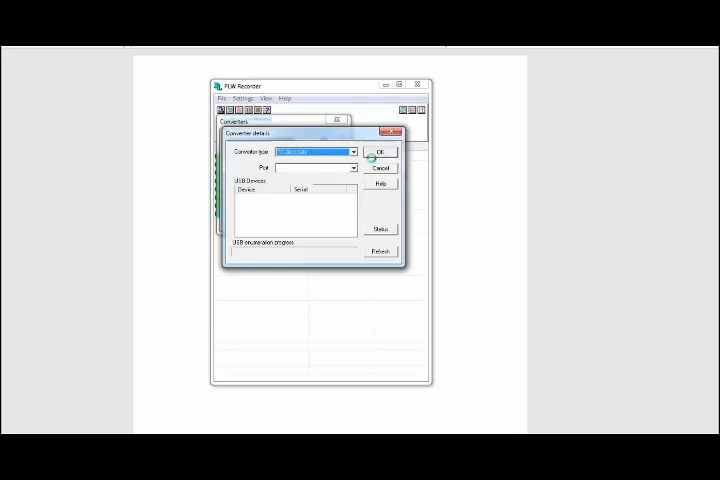 PLW Recorder
File Settings View Help
Converters
Converter details
Converter type
OK
Port
Cancel
USB Devices
Help
Device Serial
Status
USB enumeration progress
Refresh